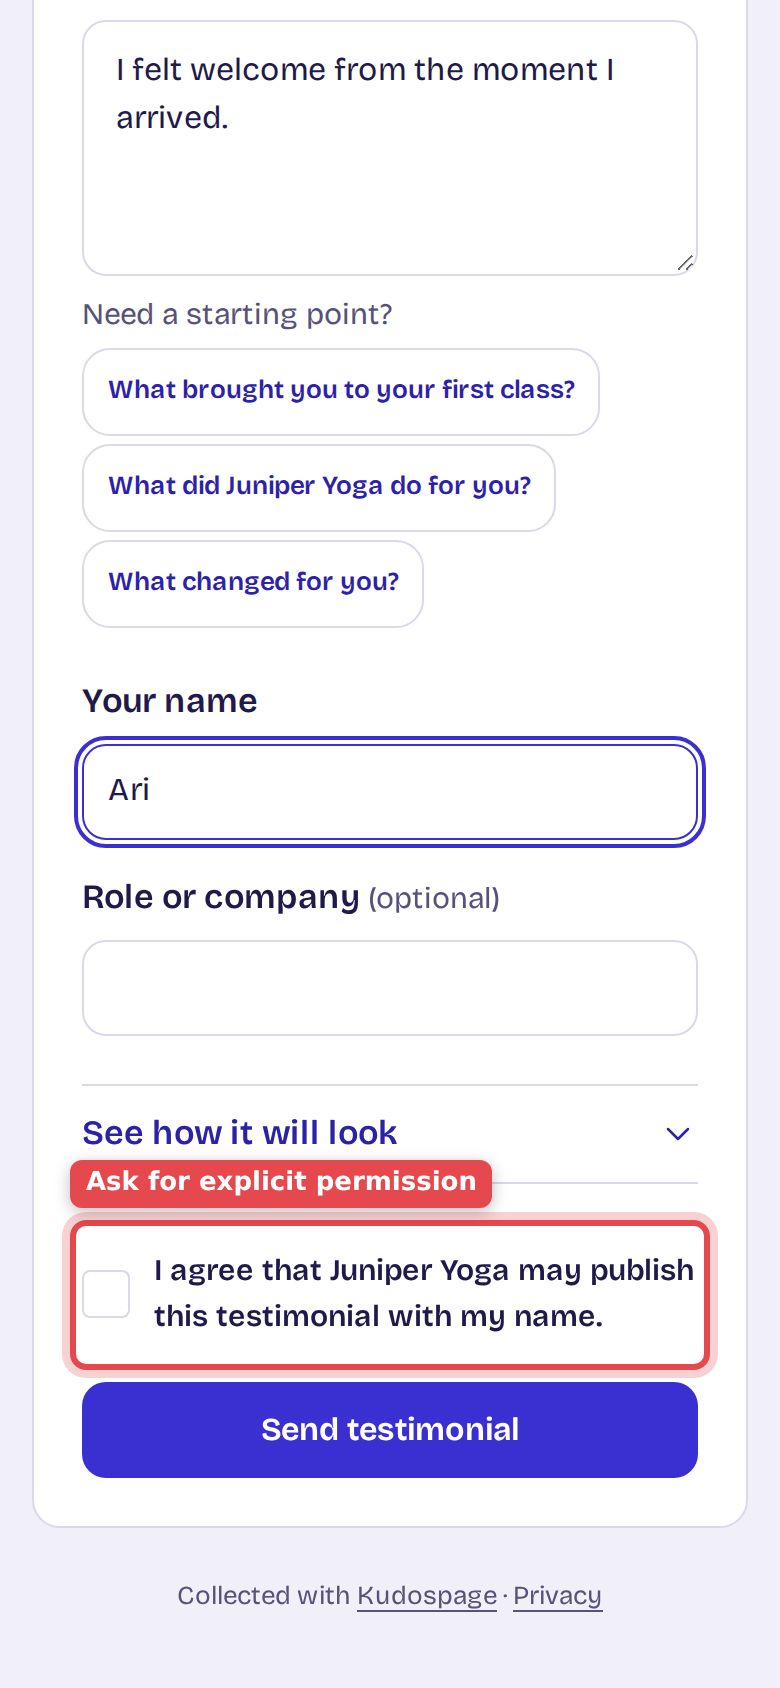 I felt welcome from the moment I
arrived.
Need a starting point?
What brought you to your first class?
What did Juniper Yoga do for you?
What changed for you?
Your name
Ari
Role or company (optional)
See how it will look
Ask for explicit permission
I agree that Juniper Yoga may publish
this testimonial with my name.
Send testimonial
Collected with Kudospage · Privacy